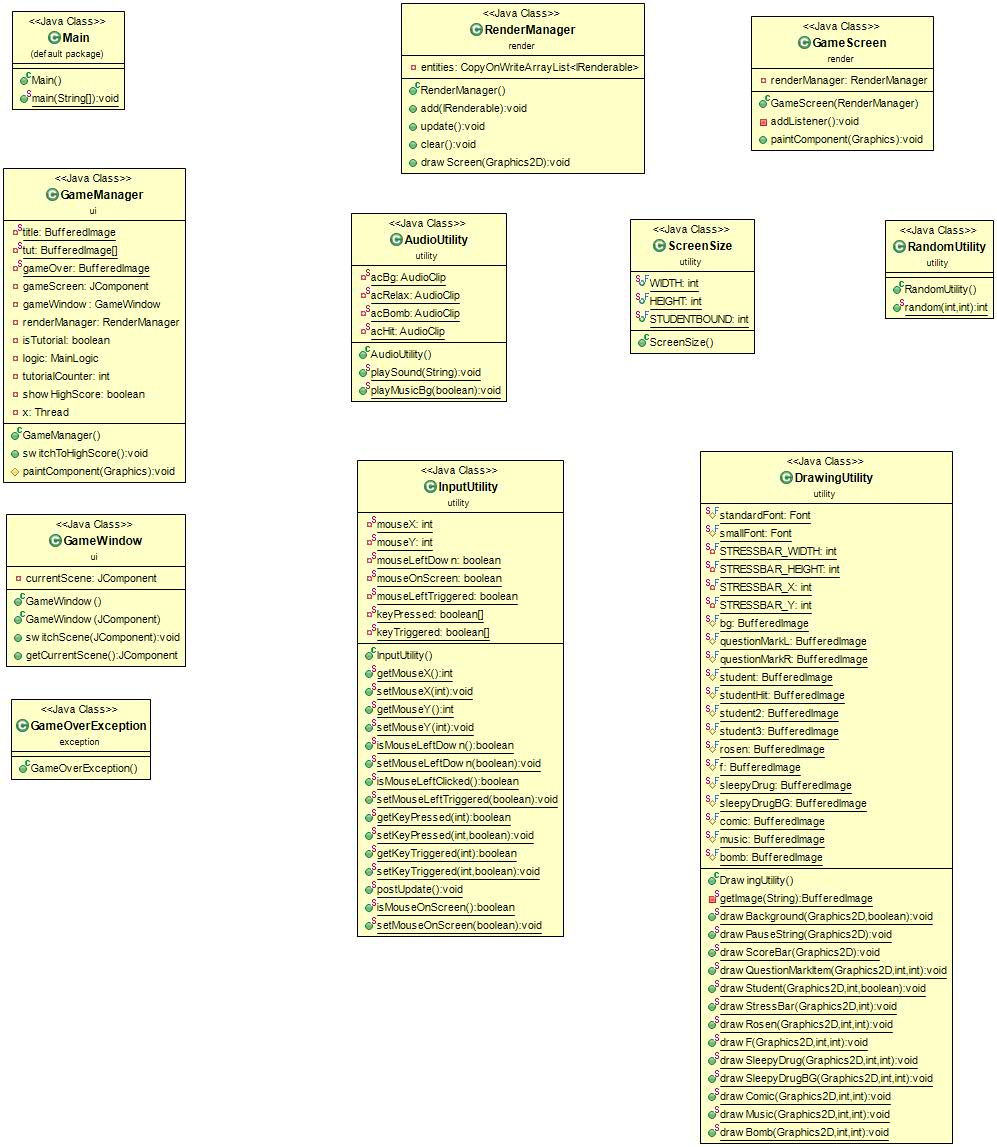 <<Java Class>>
Main
(default package)
Main()
main(String[]):void
<<Java Class>>
RenderManager
render
entities: CopyOnWriteArrayList<IRenderable>
RenderManager()
add(IRenderable):void
update():void
clear():void
drawScreen(Graphics2D):void
<<Java Class>>
GameScreen
render
renderManager: RenderManager
GameScreen(RenderManager)
addListener():void
paintComponent(Graphics):void
<<Java Class>>
GameManager
ui
title: BufferedImage
tut: BufferedImage[]
gameOver: BufferedImage
gameScreen: JComponent
gameWindow : GameWindow
renderManager: RenderManager
isTutorial: boolean
logic: MainLogic
tutorialCounter: int
showHighScore: boolean
x: Thread
GameManager()
switchToHighScore():void
paintComponent(Graphics):void
<<Java Class>>
AudioUtility
utility
acBg: AudioClip
acRelax: AudioClip
acBomb: AudioClip
acHit: AudioClip
AudioUtility()
playSound(String):void
playMusicBg(boolean):void
<<Java Class>>
ScreenSize
utility
WIDTH: int
HEIGHT: int
STUDENTBOUND: int
ScreenSize()
<<Java Class>>
RandomUtility
utility
RandomUtility()
random(int,int):int
<<Java Class>>
GameWindow
ui
currentScene: JComponent
GameWindow()
GameWindow(JComponent)
switchScene(JComponent):void
getCurrentScene():JComponent
<<Java Class>>
GameOverException
exception
GameOverException()
<<Java Class>>
InputUtility
utility
mouseX: int
mouseY: int
mouseLeftDown: boolean
mouseOnScreen: boolean
mouseLeftTriggered: boolean
keyPressed: boolean[]
keyTriggered: boolean[]
InputUtility()
getMouseX():int
setMouseX(int):void
getMouseY():int
setMouseY(int):void
isMouseLeftDown():boolean
setMouseLeftDown(boolean):void
isMouseLeftClicked():boolean
setMouseLeftTriggered(boolean):void
getKeyPressed(int):boolean
setKeyPressed(int,boolean):void
getKeyTriggered(int):boolean
setKeyTriggered(int,boolean):void
postUpdate():void
isMouseOnScreen():boolean
setMouseOnScreen(boolean):void
<<Java Class>>
DrawingUtility
utility
standardFont: Font
smallFont: Font
STRESSBAR_WIDTH: int
STRESSBAR_HEIGHT: int
STRESSBAR_X: int
STRESSBAR_Y: int
bg: BufferedImage
questionMarkL: BufferedImage
questionMarkR: BufferedImage
student: BufferedImage
studentHit: BufferedImage
student2: BufferedImage
student3: BufferedImage
rosen: BufferedImage
f: BufferedImage
sleepyDrug: BufferedImage
sleepyDrugBG: BufferedImage
comic: BufferedImage
music: BufferedImage
bomb: BufferedImage
DrawingUtility()
getImage(String):BufferedImage
drawBackground(Graphics2D,boolean):void
drawPauseString(Graphics2D):void
drawScoreBar(Graphics2D):void
drawQuestionMarkItem(Graphics2D,int,int):void
drawStudent(Graphics2D,int,boolean):void
drawStressBar(Graphics2D,int):void
drawRosen(Graphics2D,int,int):void
drawF(Graphics2D,int,int):void
drawSleepyDrug(Graphics2D,int,int):void
drawSleepyDrugBG(Graphics2D,int,int):void
drawComic(Graphics2D,int,int):void
drawMusic(Graphics2D,int,int):void
drawBomb(Graphics2D,int,int):void